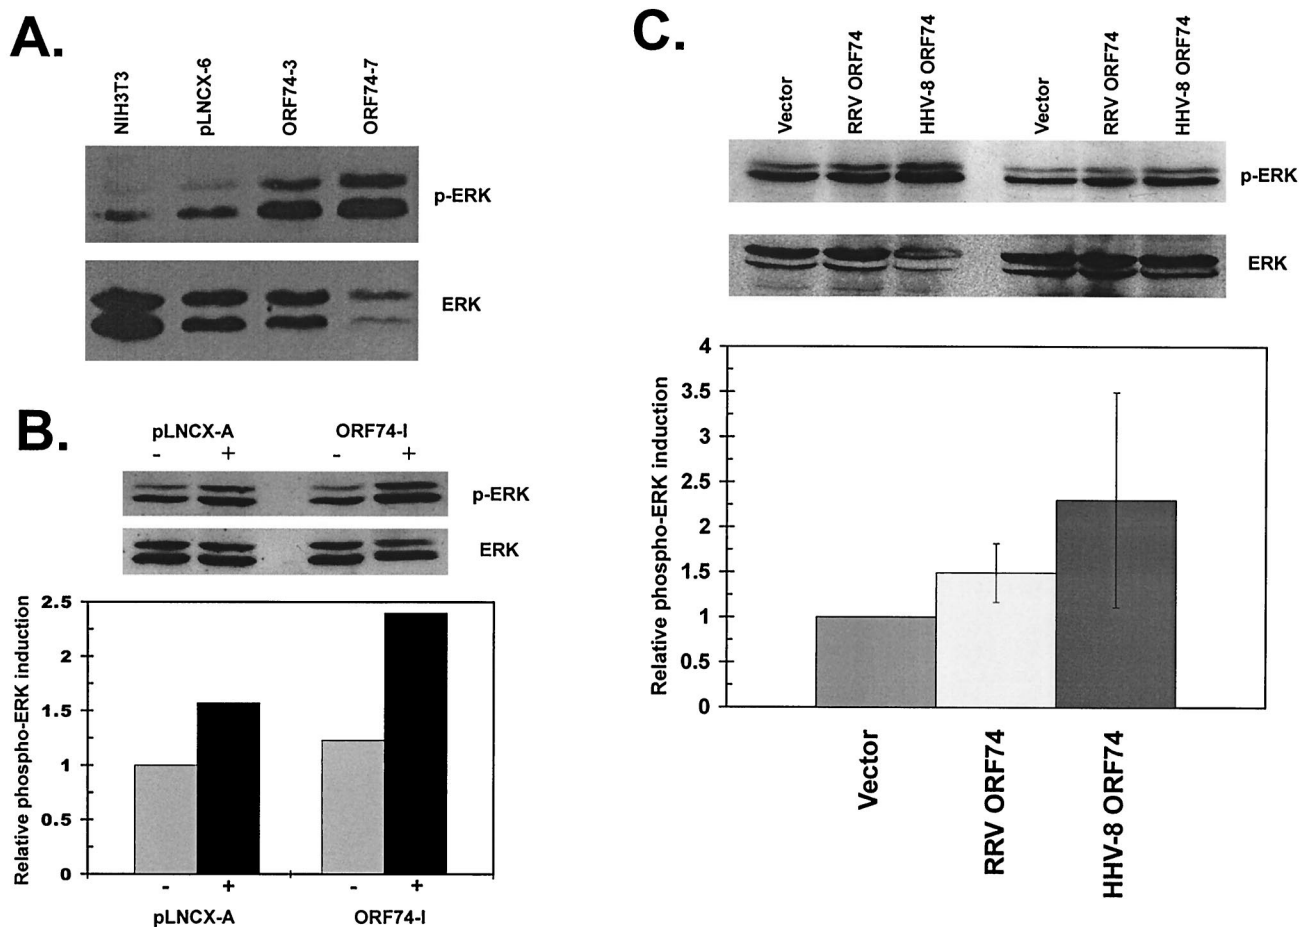 A.
NIH3T3
pLNCX-6
ORF74-3
ORF74-7
p-ERK
ERK
B.
pLNCX-A ORF74-I
- + - +
p-ERK
ERK
Relative phospho-ERK induction
2.5
2
1.5
1
0.5
0
- + - +
pLNCX-A ORF74-I
C.
Vector
RRV ORF74
HHV-8 ORF74
Vector
RRV ORF74
HHV-8 ORF74
p-ERK
ERK
Relative phospho-ERK induction
4
3.5
3
2.5
2
1.5
1
0.5
0
Vector
RRV ORF74
HHV-8 ORF74